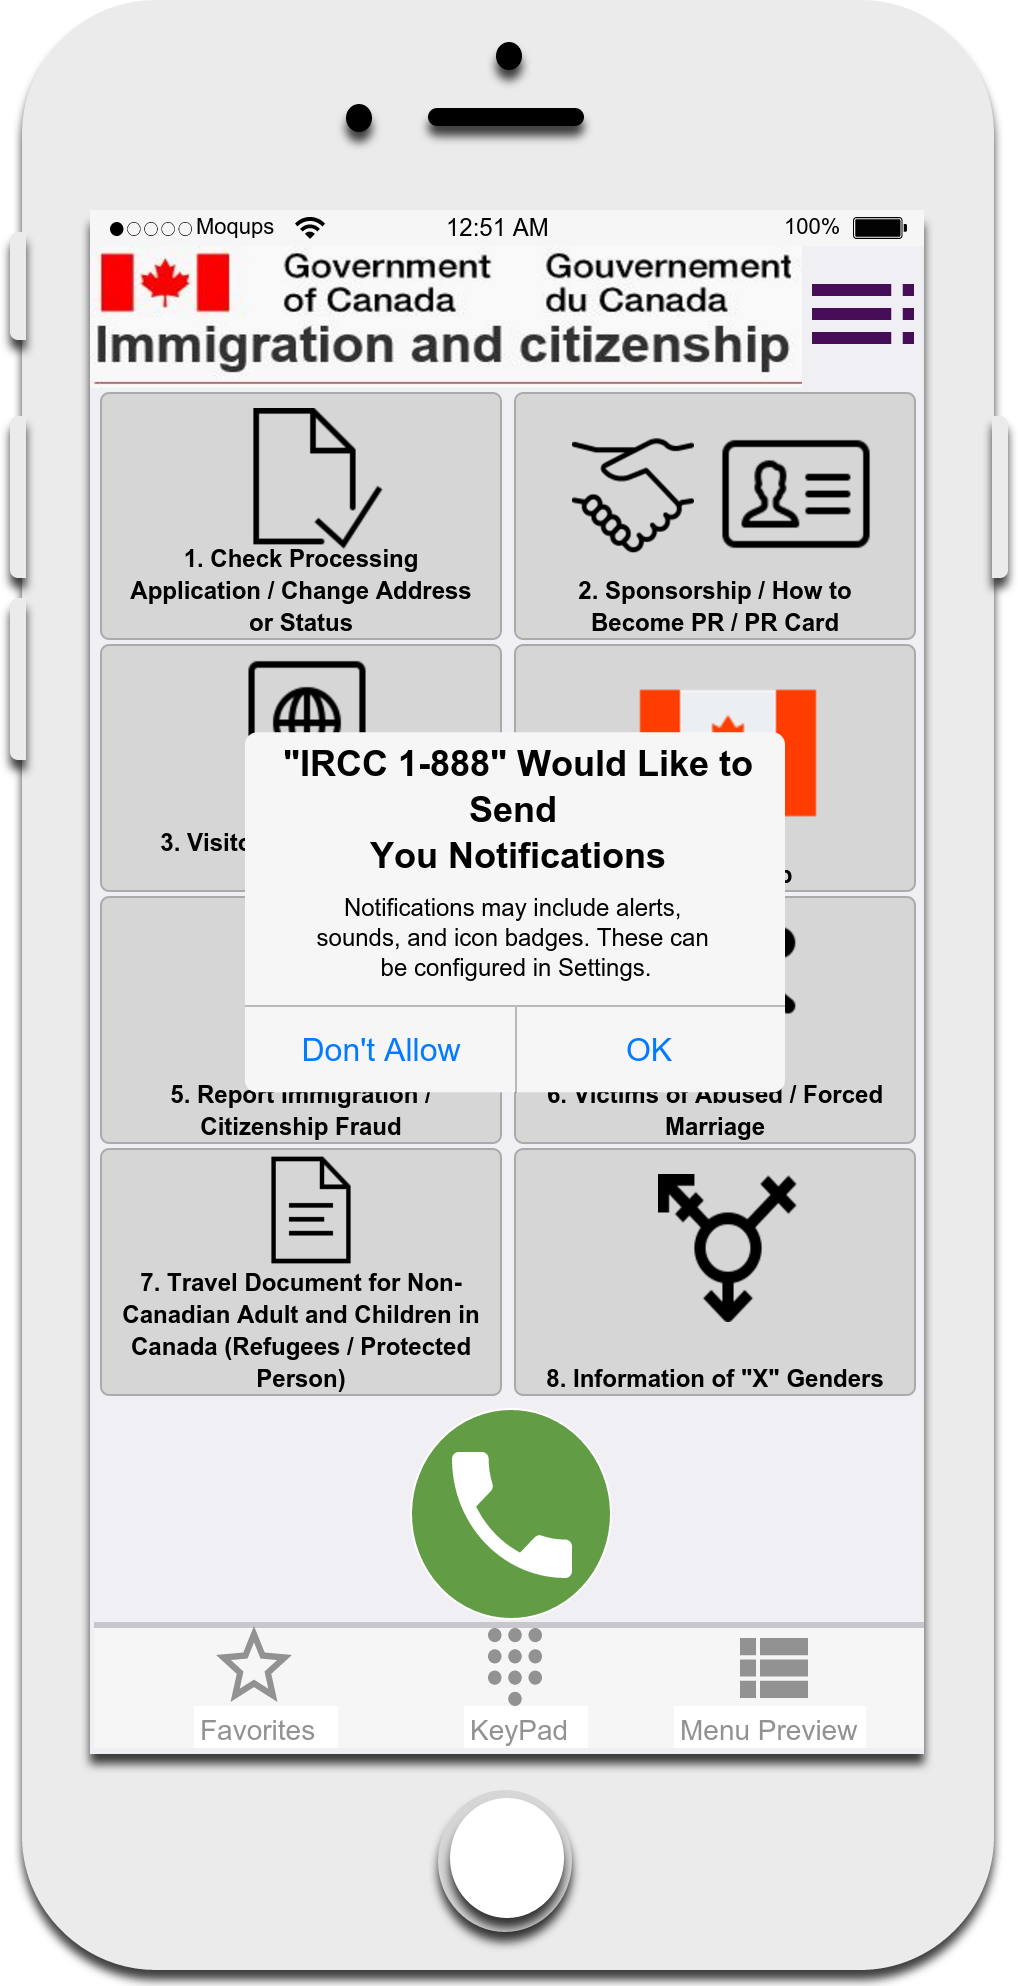 Moqups 12:51 AM 100%
Government Gouvernement
of Canada du Canada
Immigration and citizenship
1. Check Processing
Application / Change Address
or Status
2. Sponsorship / How to
Become PR / PR Card
3.
"IRCC 1-888" Would Like to
Send
You Notifications
Notifications may include alerts,
sounds, and icon badges. These can
be configured in Settings.
Don't Allow OK
5. Report Immigration /
Citizenship Fraud
6. Victims of Abused / Forced
Marriage
7. Travel Document for Non-
Canadian Adult and Children in
Canada (Refugees / Protected
Person)
8. Information of "X" Genders
Favorites KeyPad Menu Preview